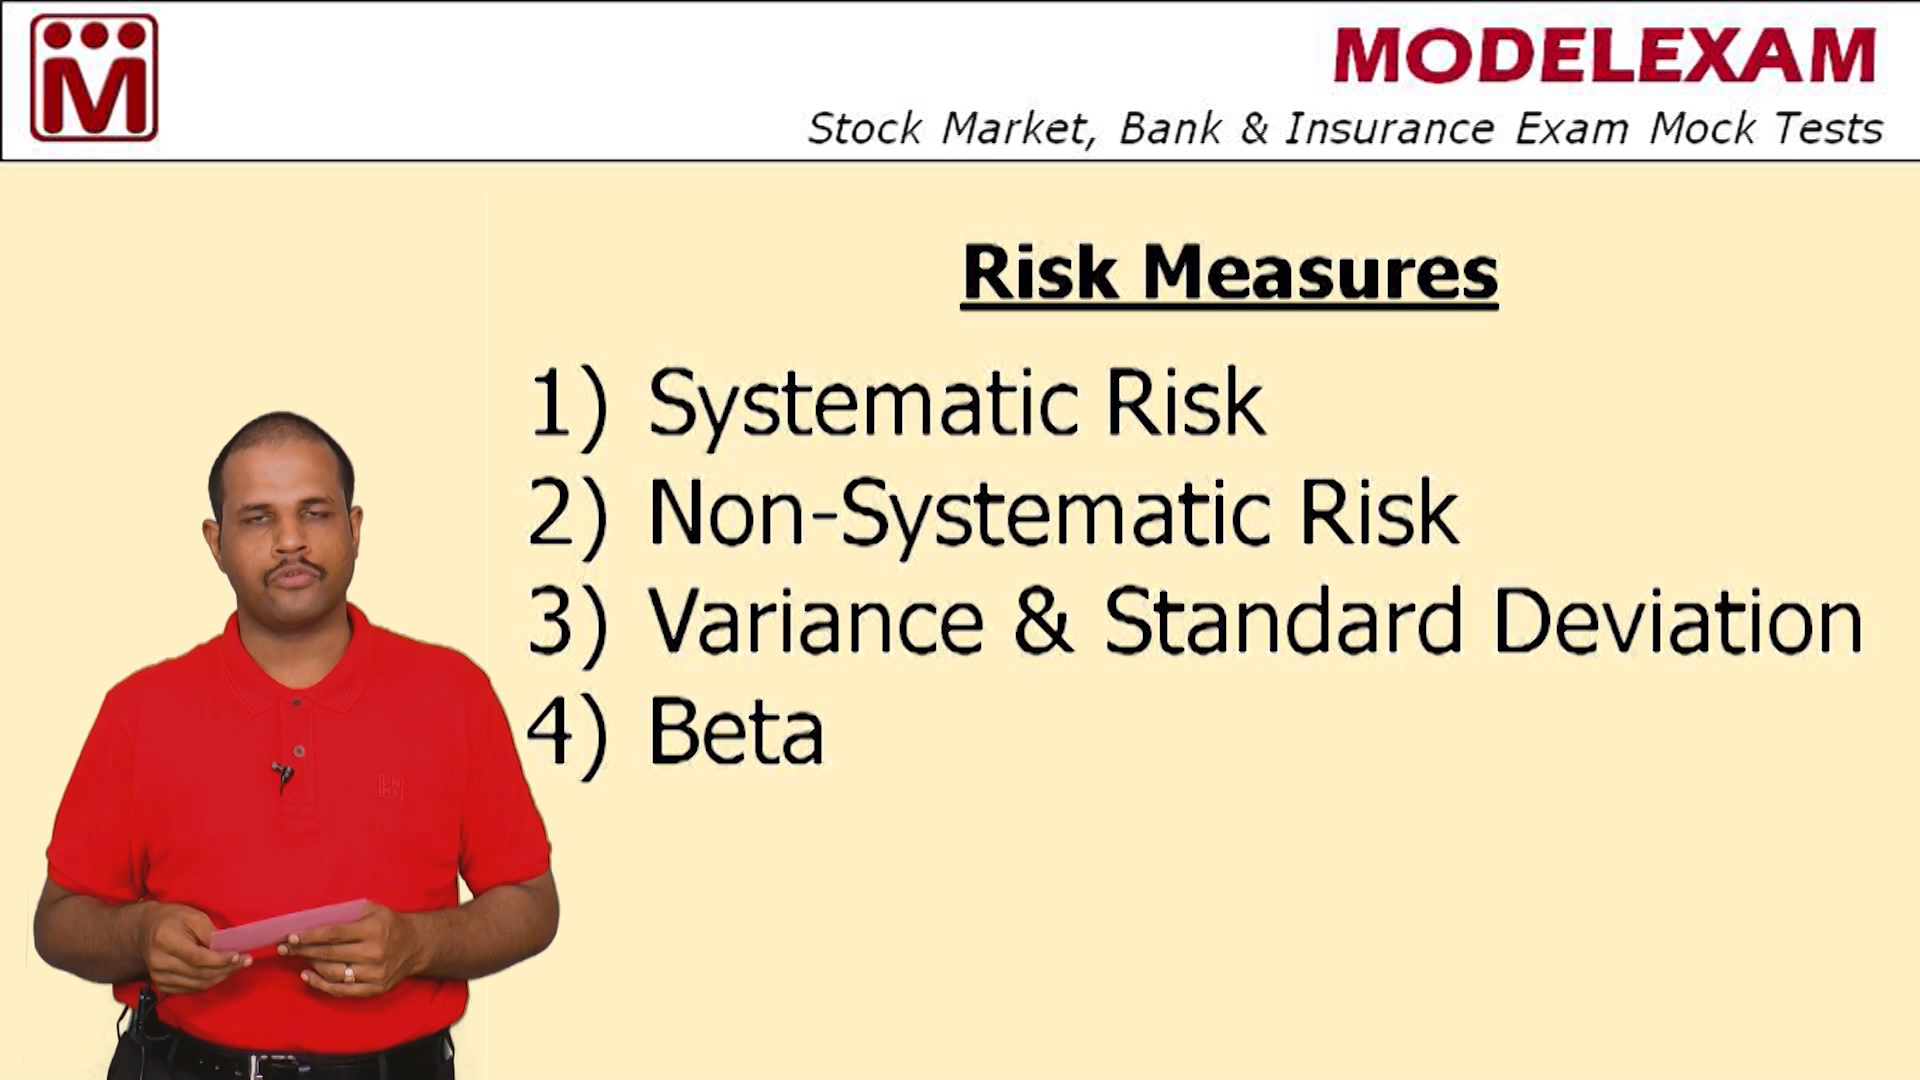 M
MODELEXAM
Stock Market, Bank & Insurance Exam Mock Tests
Risk Measures
1) Systematic Risk
2) Non-Systematic Risk
3) Variance & Standard Deviation
4) Beta